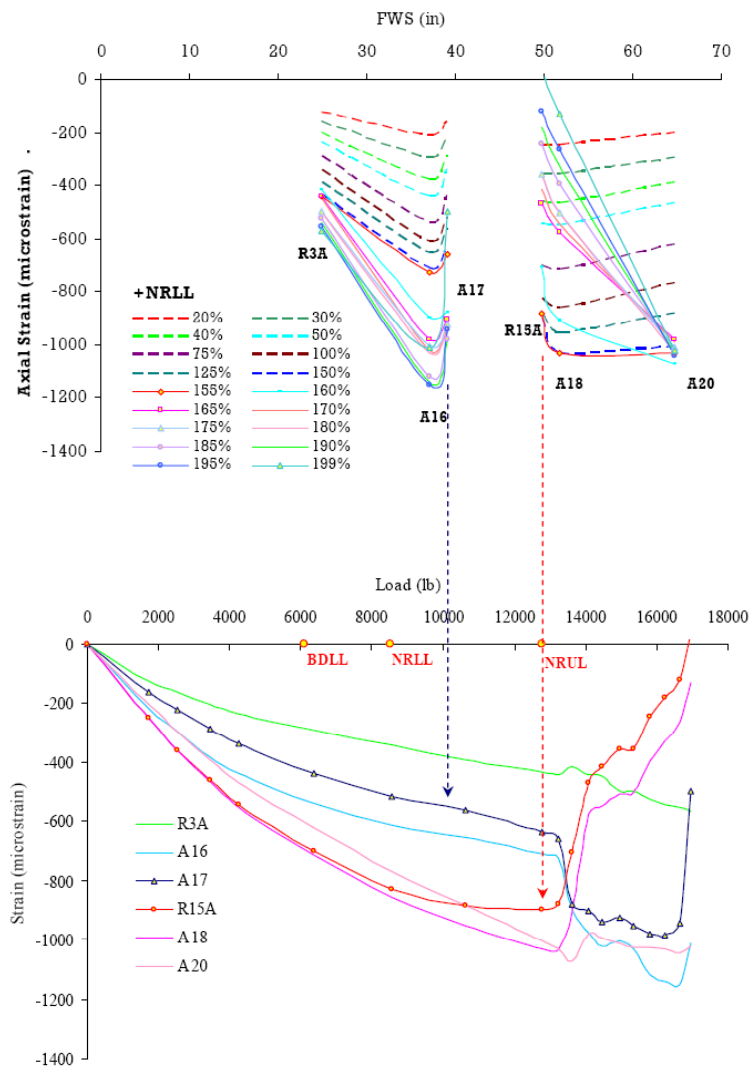 FWS (in)
0 10 20 30 40 50 60 70
0
-200
-400
-600
-800
-1000
-1200
-1400
Axial Strain (microstrain) .
R3A
A17
R15A
A16
A18
A20
+NRLL
20% 30%
40% 50%
75% 100%
125% 150%
155% 160%
165% 170%
175% 180%
185% 190%
195% 199%
Load (lb)
0 2000 4000 6000 8000 10000 12000 14000 16000 18000
BDLL NRLL NRUL
0
-200
-400
-600
-800
-1000
-1200
-1400
Strain (microstrain)
R3A
A16
A17
R15A
A18
A20